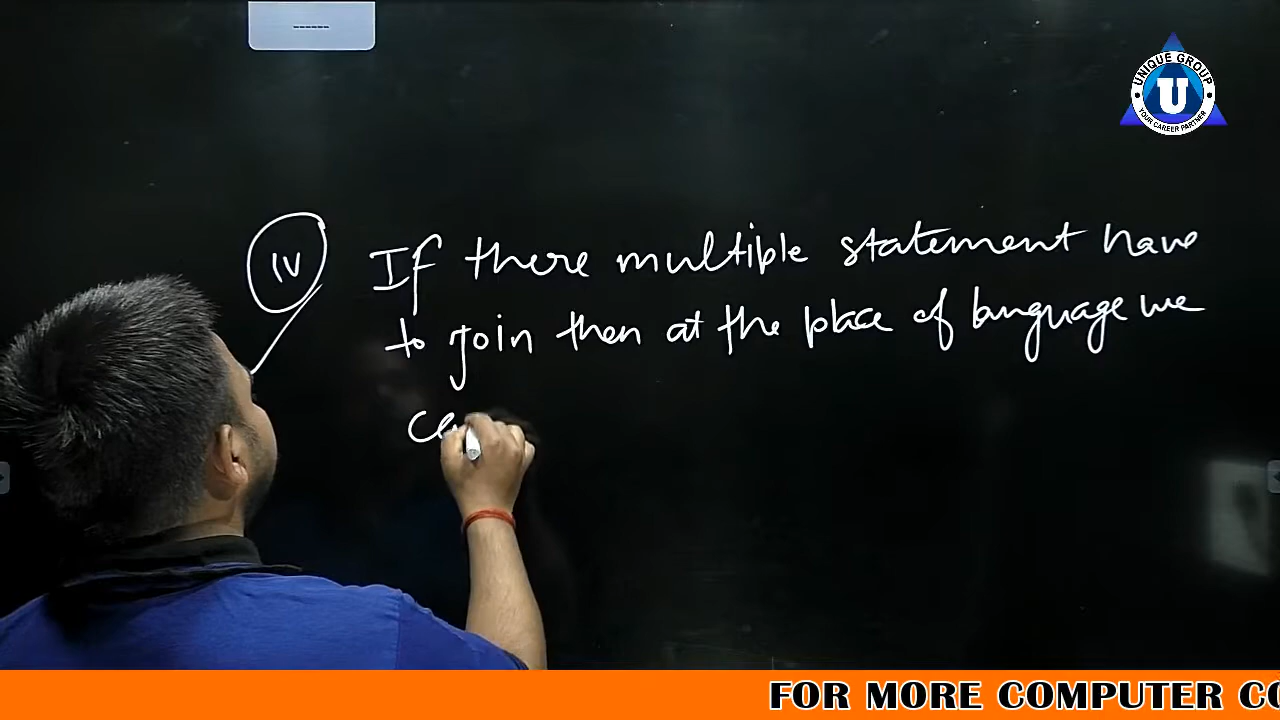 ------
UNIQUE GROUP
U
YOUR CAREER PARTNER
IV
If there multiple statement have
to join then at the place of language we
FOR MORE COMPUTER CO